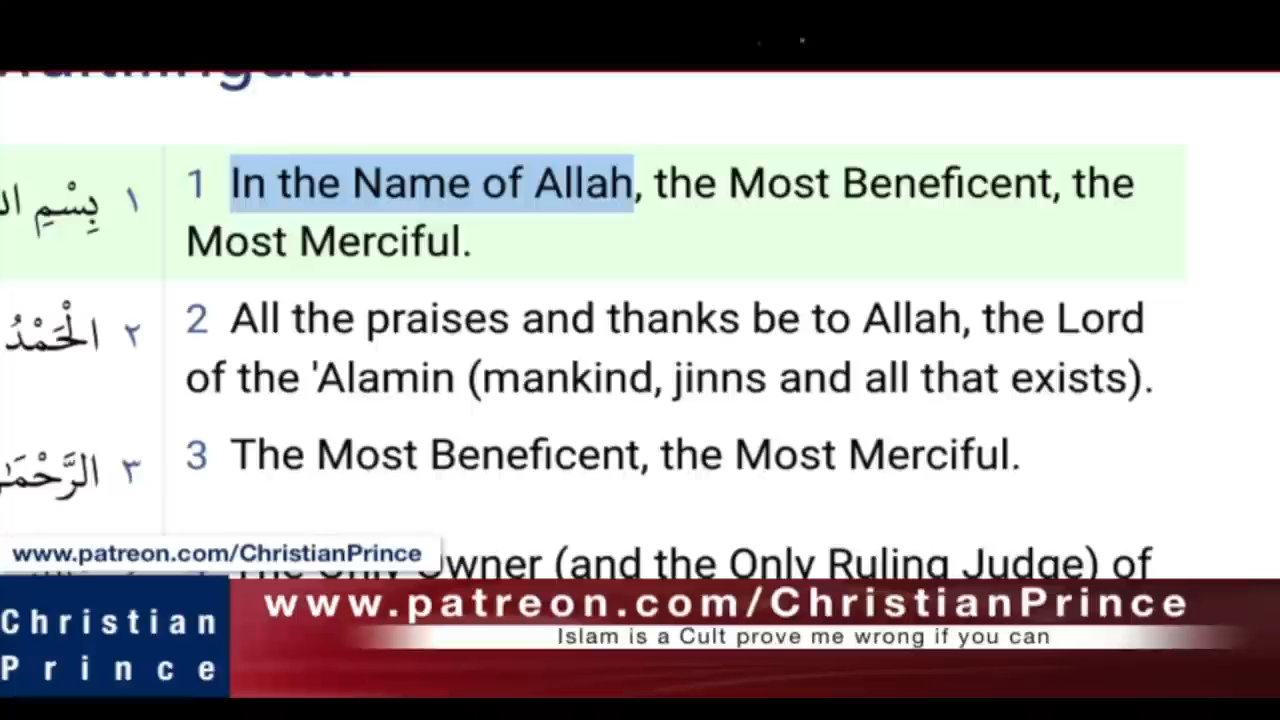 بِسْمِ ١
1 In the Name of Allah, the Most Beneficent, the
Most Merciful.
الْحَمْدُ ٢
2 All the praises and thanks be to Allah, the Lord
of the 'Alamin (mankind, jinns and all that exists).
٣
3 The Most Beneficent, the Most Merciful.
www.patreon.com/ChristianPrince
Owner (and the Only Ruling Judge) of
Christian
Prince
www.patreon.com/ChristianPrince
Islam is a Cult prove me wrong if you can